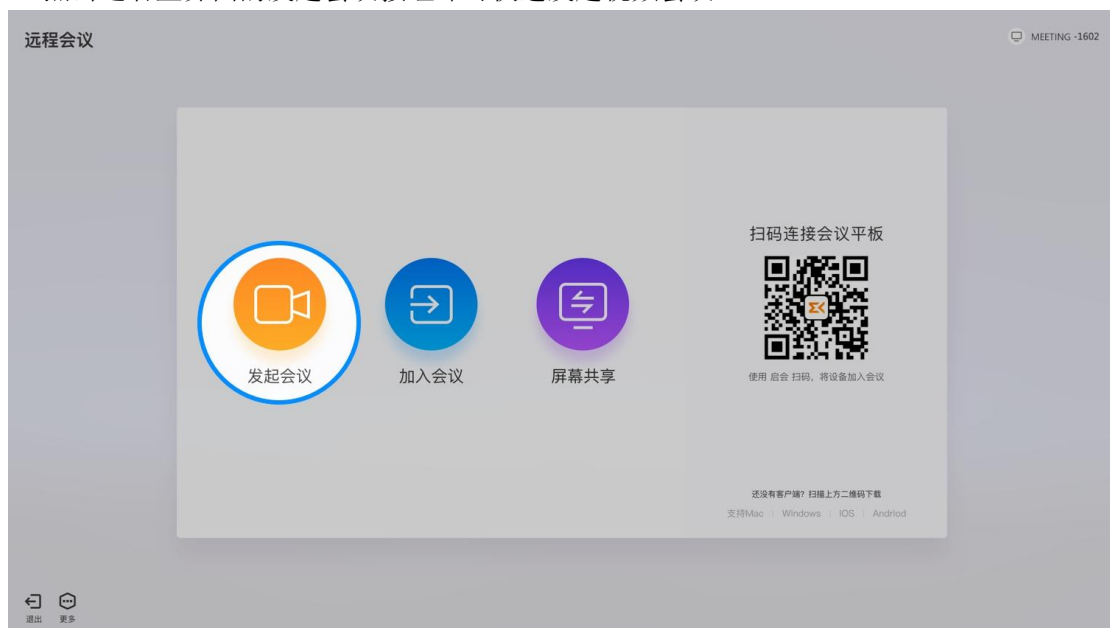 远程会议
MEETING -1602
扫码连接会议平板
发起会议
加入会议
屏幕共享
使用 启会 扫码，将设备加入会议
还没有客户端？扫描上方二维码下载
支持Mac | Windows | IOS | Andriod
退出
更多